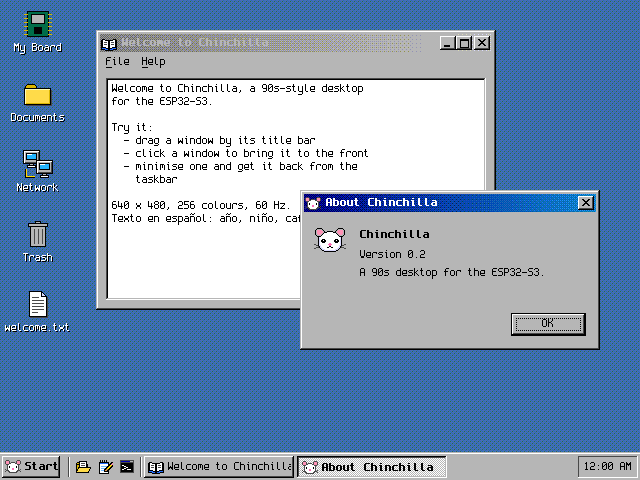 My Board
Documents
Network
Trash
welcome.txt
Welcome to Chinchilla
File Help
Welcome to Chinchilla, a 90s-style desktop
for the ESP32-S3.
Try it:
- drag a window by its title bar
- click a window to bring it to the front
- minimise one and get it back from the
taskbar
640 x 480, 256 colours, 60 Hz.
Texto en español: año, niño,
About Chinchilla
Chinchilla
Version 0.2
A 90s desktop for the ESP32-S3.
OK
Start
Welcome to Chinchilla
About Chinchilla
12:00 AM